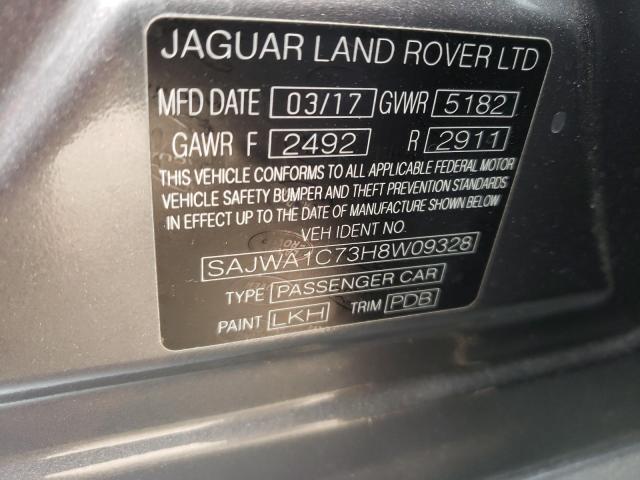 JAGUAR LAND ROVER LTD
MFD DATE 03/17 GVWR 5182
GAWR F 2492 R 2911
THIS VEHICLE CONFORMS TO ALL APPLICABLE FEDERAL MOTOR
VEHICLE SAFETY BUMPER AND THEFT PREVENTION STANDARDS
IN EFFECT UP TO THE DATE OF MANUFACTURE SHOWN BELOW
VEH IDENT NO.
SAJWA1C73H8W09328
TYPE PASSENGER CAR
PAINT LKH TRIM PDB